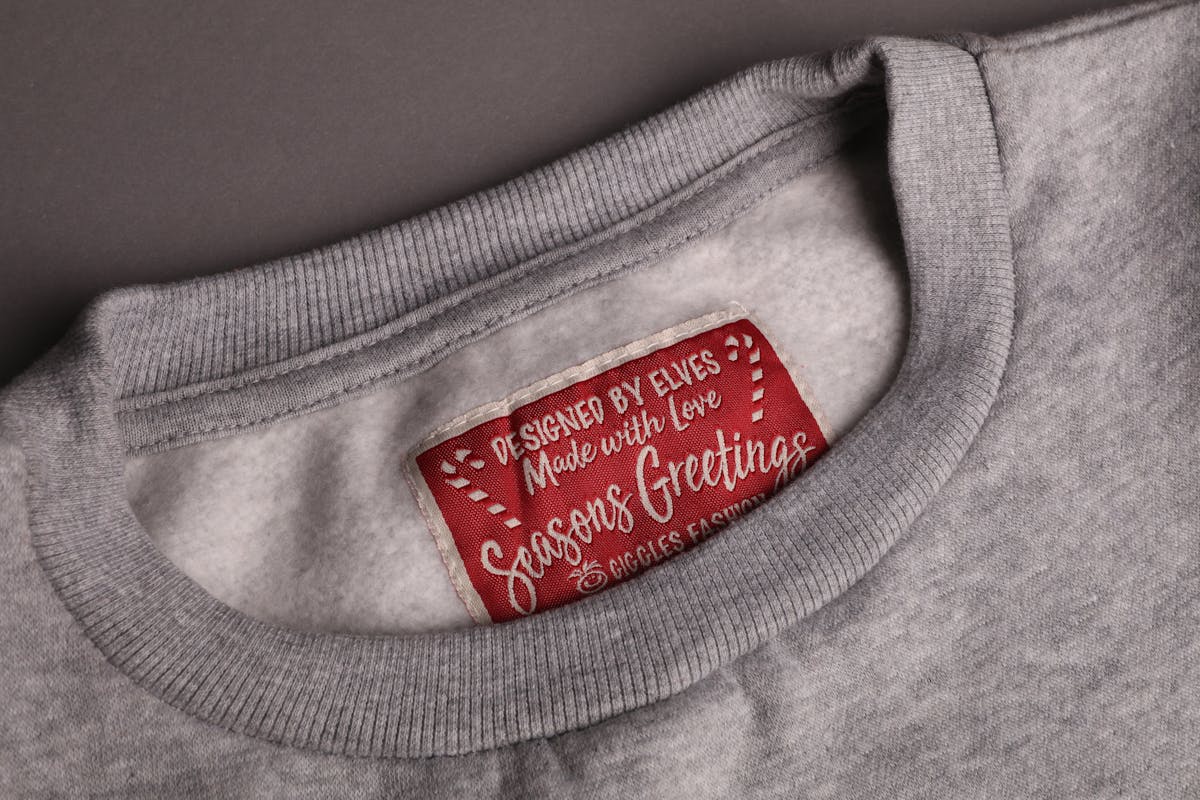 DESIGNED BY ELVES
Made with Love
Seasons Greetings
GIGGLES FASHION